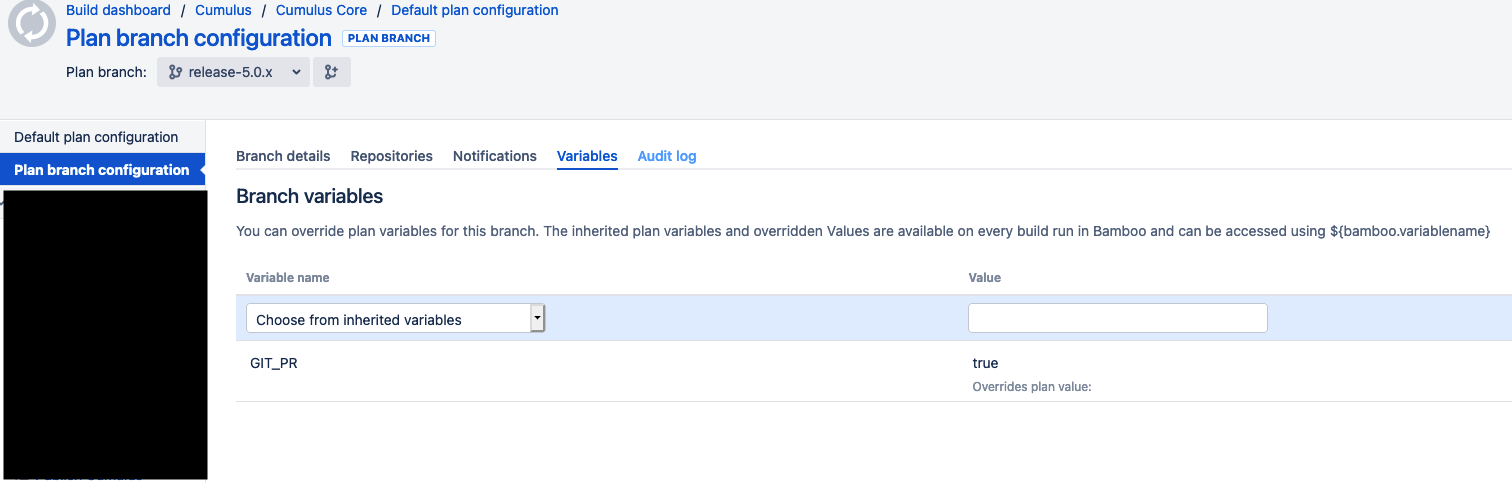 Build dashboard / Cumulus / Cumulus Core / Default plan configuration
Plan branch configuration PLAN BRANCH
Plan branch: release-5.0.x
Default plan configuration
Plan branch configuration
Branch details Repositories Notifications Variables Audit log
Branch variables
You can override plan variables for this branch. The inherited plan variables and overridden Values are available on every build run in Bamboo and can be accessed using ${bamboo.variablename}
Variable name Value
Choose from inherited variables
GIT_PR true
Overrides plan value: